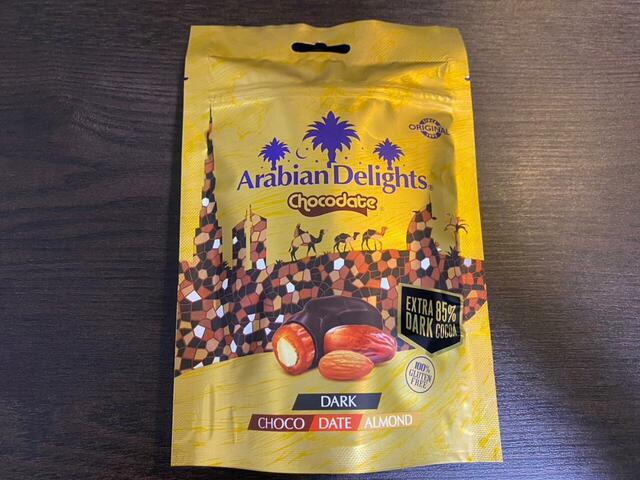 ORIGINAL
Arabian Delights®
Chocodate®
EXTRA 85%
DARK COCOA
100%
GLUTEN
FREE
DARK
CHOCO DATE ALMOND